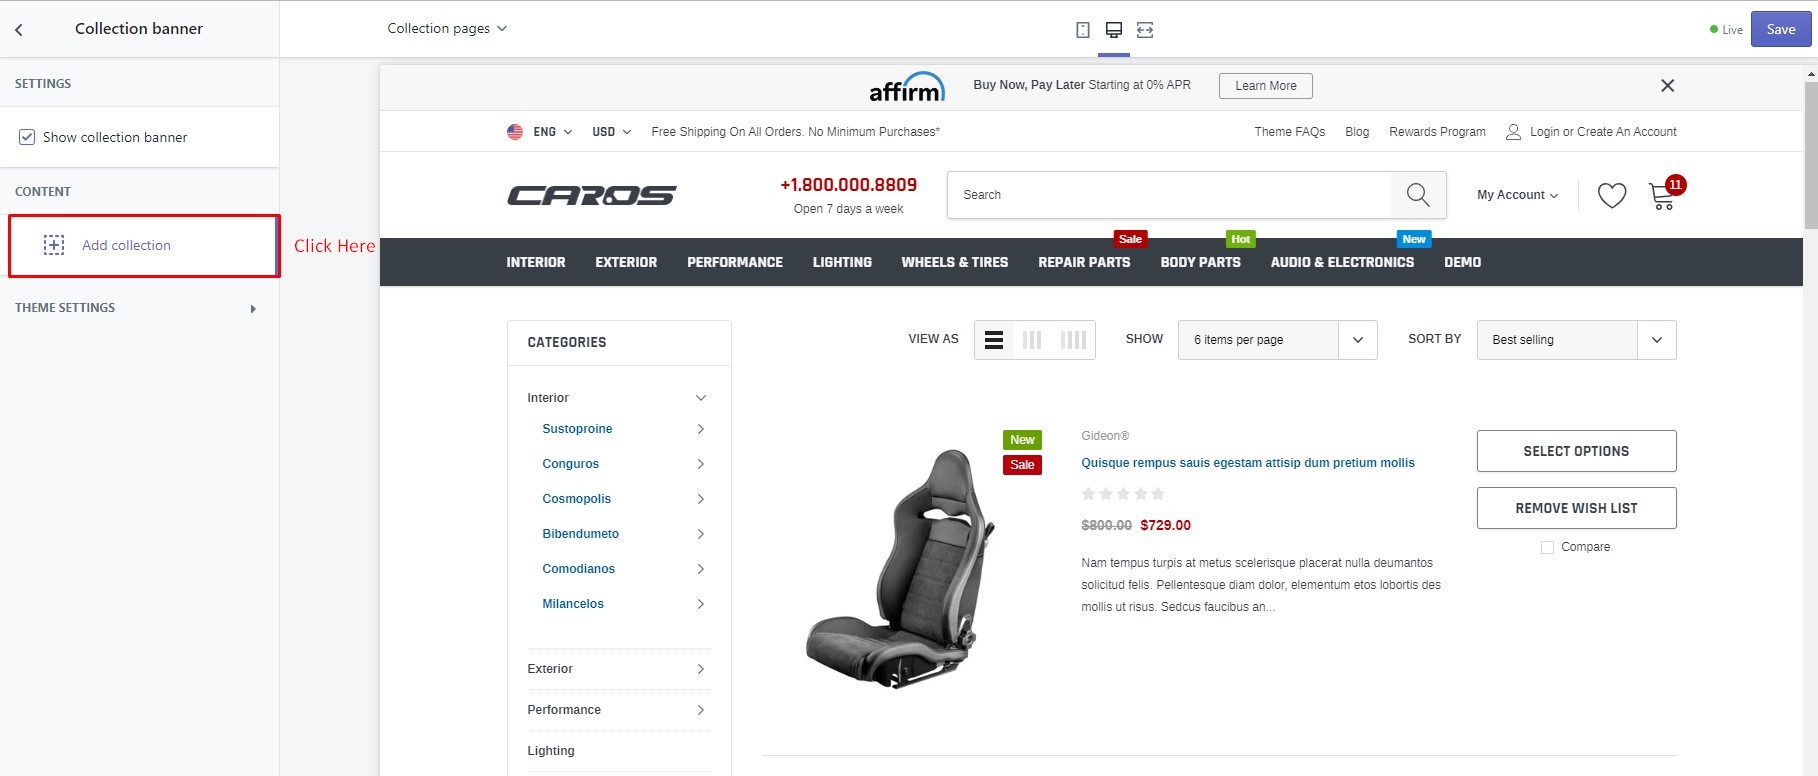 Collection banner
Collection pages
Live
Save
SETTINGS
Show collection banner
CONTENT
Add collection
Click Here
THEME SETTINGS
affirm
Buy Now, Pay Later Starting at 0% APR
Learn More
ENG
USD
Free Shipping On All Orders. No Minimum Purchases*
Theme FAQs
Blog
Rewards Program
Login or Create An Account
CAROS
+1.800.000.8809
Open 7 days a week
Search
My Account
11
Sale
Hot
New
INTERIOR
EXTERIOR
PERFORMANCE
LIGHTING
WHEELS & TIRES
REPAIR PARTS
BODY PARTS
AUDIO & ELECTRONICS
DEMO
CATEGORIES
Interior
Sustoproine
Conguros
Cosmopolis
Bibendumeto
Comodianos
Milancelos
Exterior
Performance
Lighting
VIEW AS
SHOW
6 items per page
SORT BY
Best selling
New
Sale
Gideon®
Quisque rempus sauis egestam attisip dum pretium mollis
$800.00 $729.00
Nam tempus turpis at metus scelerisque placerat nulla deumantos
solicitud felis. Pellentesque diam dolor, elementum etos lobortis des
mollis ut risus. Sedcus faucibus an...
SELECT OPTIONS
REMOVE WISH LIST
Compare